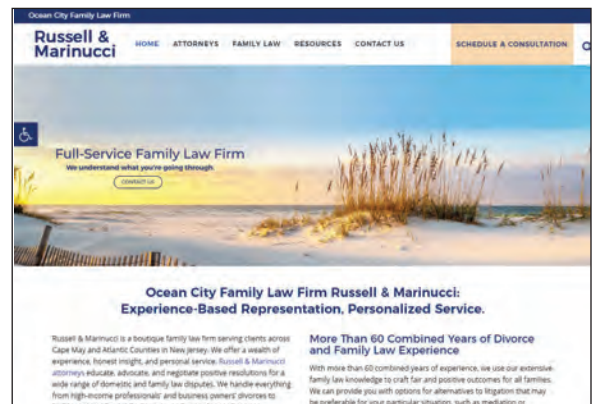 Ocean City Family Law Firm
Russell &
Marinucci
HOME ATTORNEYS FAMILY LAW RESOURCES CONTACT US SCHEDULE A CONSULTATION
Full-Service Family Law Firm
We understand what you're going through
CONTACT US
Ocean City Family Law Firm Russell & Marinucci:
Experience-Based Representation, Personalized Service.
Russell & Marinucci is a boutique family law firm serving clients across
Cape May and Atlantic Counties in New Jersey. We offer a wealth of
experience, honest insight, and personal service. Russell & Marinucci
attorneys educate, advocate, and negotiate positive resolutions for a
wide range of domestic and family law disputes. We handle everything
from high-income professionals' and business owners' divorces to
More Than 60 Combined Years of Divorce
and Family Law Experience
With more than 60 combined years of experience, we use our extensive
family law knowledge to craft fair and positive outcomes for all families.
We can provide you with options for alternatives to litigation that may
be preferable for your particular situation, such as mediation or